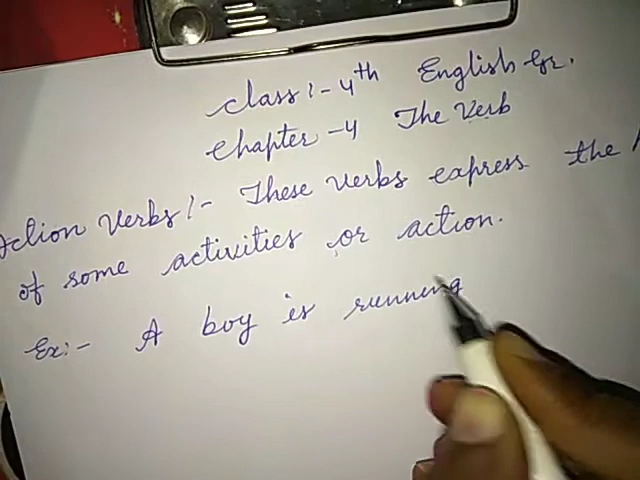 Class:- 4th English Gr.
Chapter -4 The Verb
Action Verbs:- These verbs express the
of some activities or action.
Ex:- A boy is running